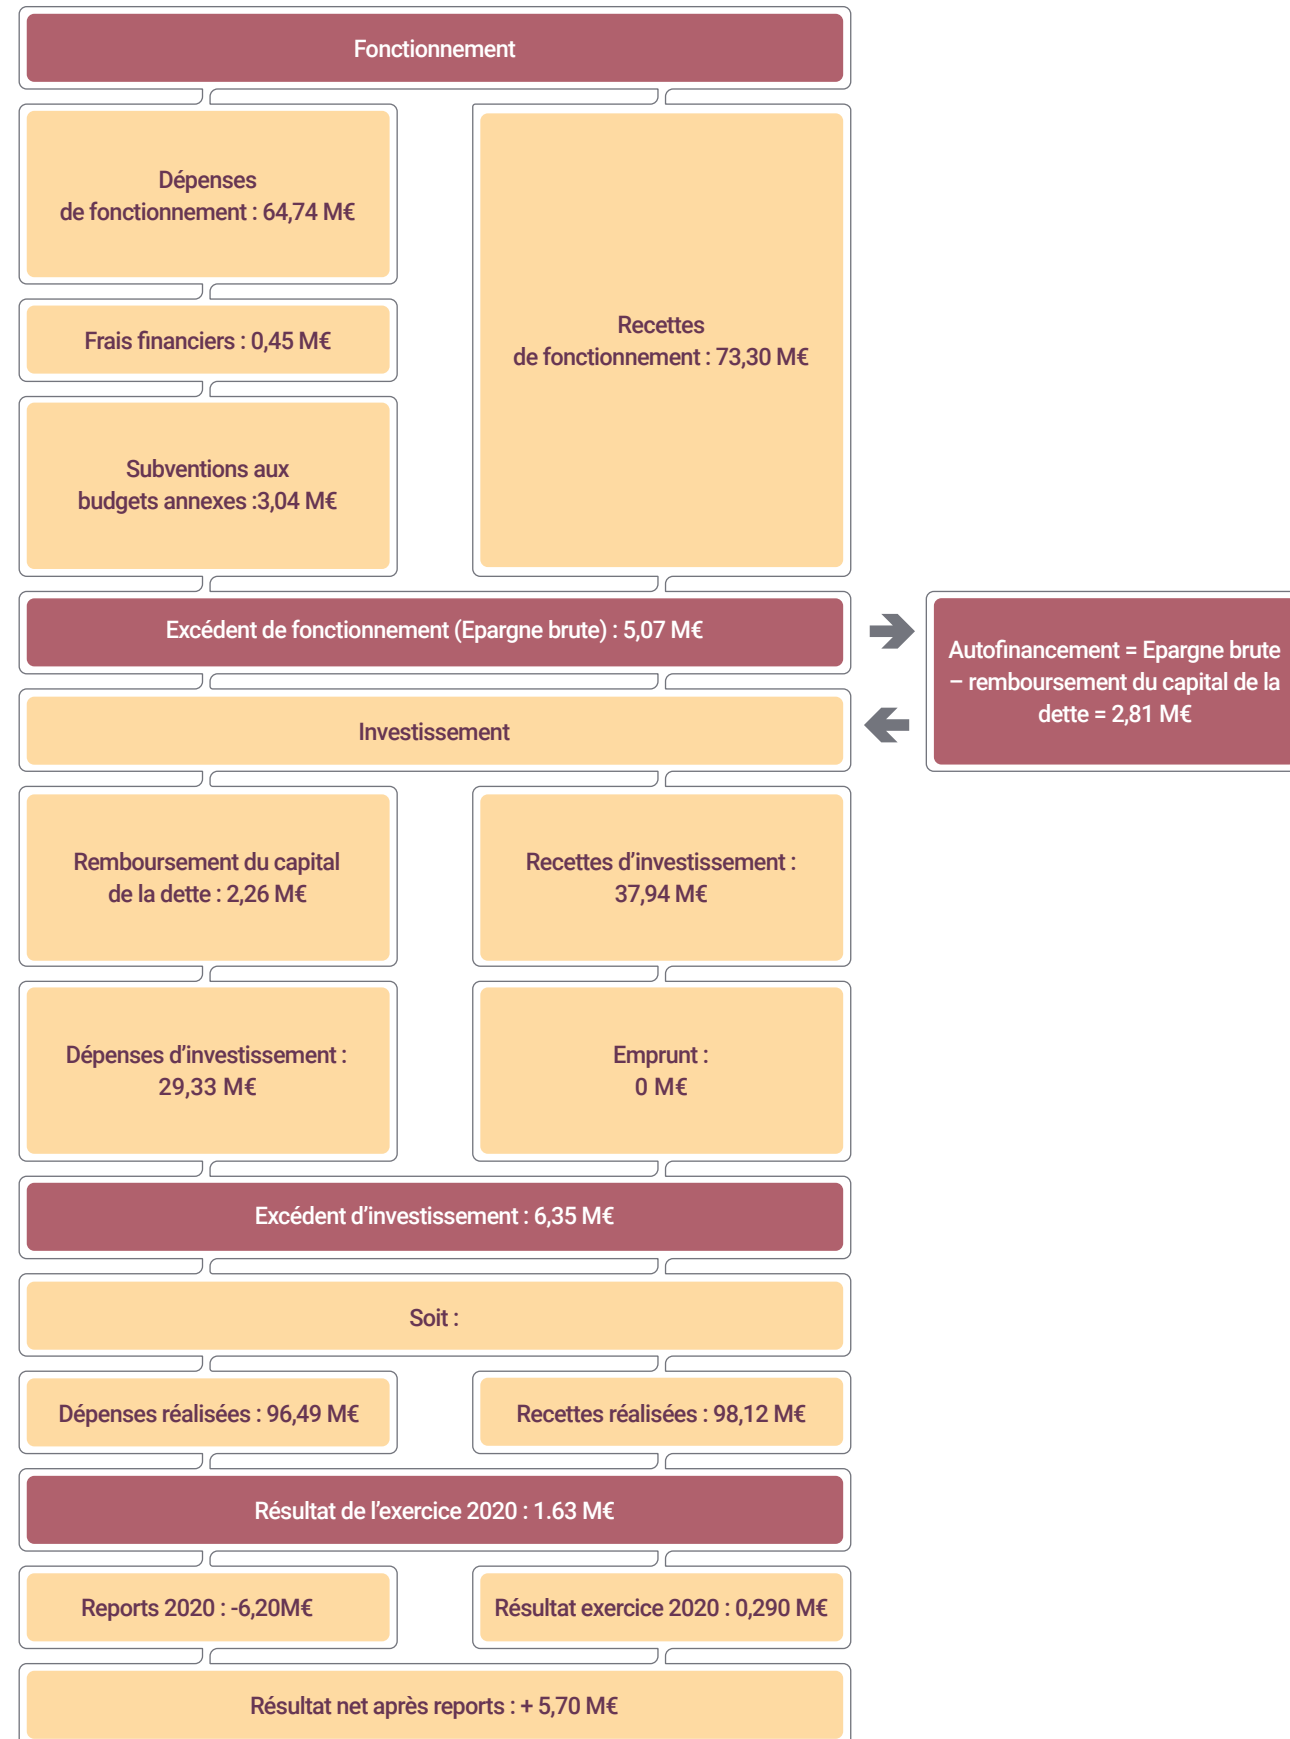 Fonctionnement
Dépenses
de fonctionnement : 64,74 M€
Frais financiers : 0,45 M€
Subventions aux
budgets annexes :3,04 M€
Recettes
de fonctionnement : 73,30 M€
Excédent de fonctionnement (Epargne brute) : 5,07 M€
Autofinancement = Epargne brute
– remboursement du capital de la
dette = 2,81 M€
Investissement
Remboursement du capital
de la dette : 2,26 M€
Recettes d’investissement :
37,94 M€
Dépenses d’investissement :
29,33 M€
Emprunt :
0 M€
Excédent d’investissement : 6,35 M€
Soit :
Dépenses réalisées : 96,49 M€
Recettes réalisées : 98,12 M€
Résultat de l’exercice 2020 : 1.63 M€
Reports 2020 : -6,20M€
Résultat exercice 2020 : 0,290 M€
Résultat net après reports : + 5,70 M€